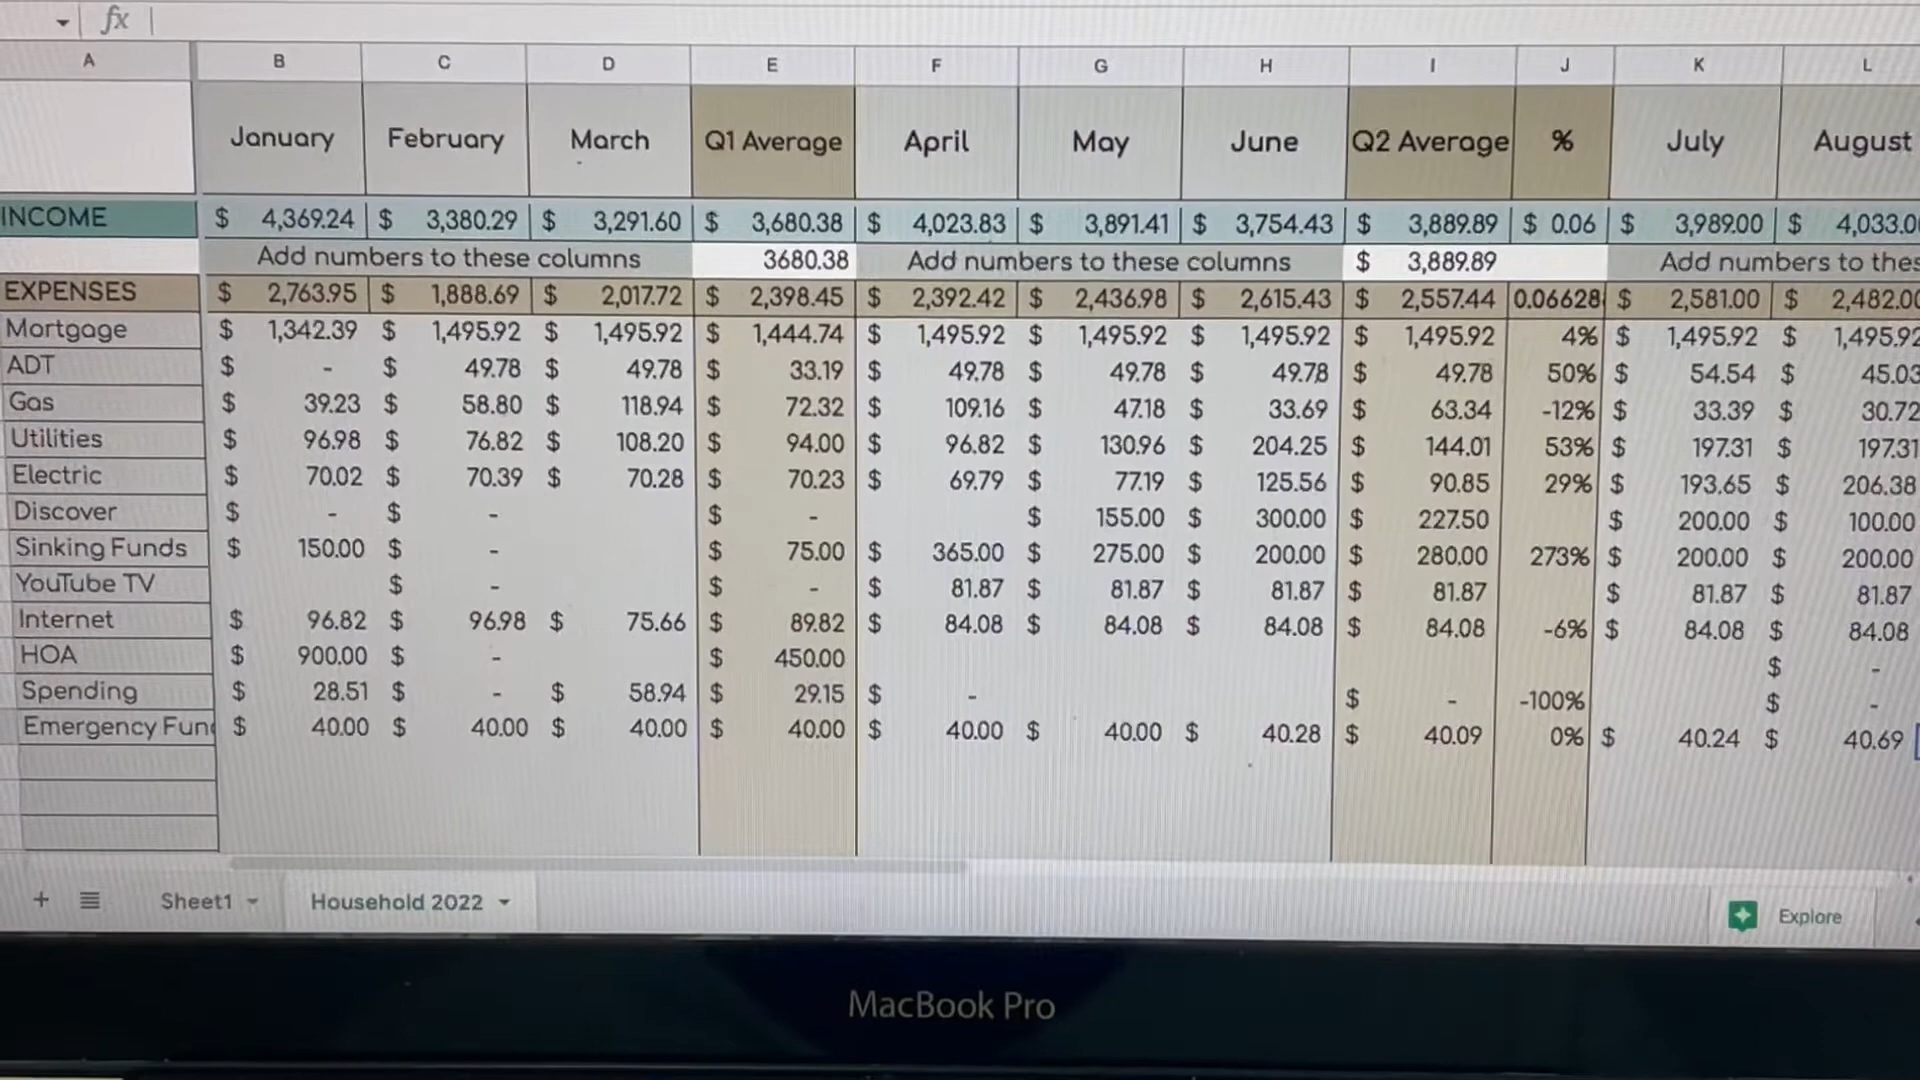 fx
A B C D E F G H I J K L
January February March Q1 Average April May June Q2 Average % July August
INCOME $ 4,369.24 $ 3,380.29 $ 3,291.60 $ 3,680.38 $ 4,023.83 $ 3,891.41 $ 3,754.43 $ 3,889.89 $ 0.06 $ 3,989.00 $ 4,033.0
Add numbers to these columns 3680.38 Add numbers to these columns $ 3,889.89 Add numbers to thes
EXPENSES $ 2,763.95 $ 1,888.69 $ 2,017.72 $ 2,398.45 $ 2,392.42 $ 2,436.98 $ 2,615.43 $ 2,557.44 0.06628 $ 2,581.00 $ 2,482.00
Mortgage $ 1,342.39 $ 1,495.92 $ 1,495.92 $ 1,444.74 $ 1,495.92 $ 1,495.92 $ 1,495.92 $ 1,495.92 4% $ 1,495.92 $ 1,495.92
ADT $ - $ 49.78 $ 49.78 $ 33.19 $ 49.78 $ 49.78 $ 49.78 $ 49.78 50% $ 54.54 $ 45.03
Gas $ 39.23 $ 58.80 $ 118.94 $ 72.32 $ 109.16 $ 47.18 $ 33.69 $ 63.34 -12% $ 33.39 $ 30.72
Utilities $ 96.98 $ 76.82 $ 108.20 $ 94.00 $ 96.82 $ 130.96 $ 204.25 $ 144.01 53% $ 197.31 $ 197.31
Electric $ 70.02 $ 70.39 $ 70.28 $ 70.23 $ 69.79 $ 77.19 $ 125.56 $ 90.85 29% $ 193.65 $ 206.38
Discover $ - $ - $ - $ 155.00 $ 300.00 $ 227.50 $ 200.00 $ 100.00
Sinking Funds $ 150.00 $ - $ 75.00 $ 365.00 $ 275.00 $ 200.00 $ 280.00 273% $ 200.00 $ 200.00
YouTube TV $ - $ - $ 81.87 $ 81.87 $ 81.87 $ 81.87 $ 81.87 $ 81.87
Internet $ 96.82 $ 96.98 $ 75.66 $ 89.82 $ 84.08 $ 84.08 $ 84.08 $ 84.08 -6% $ 84.08 $ 84.08
HOA $ 900.00 $ - $ 450.00 $ -
Spending $ 28.51 $ - $ 58.94 $ 29.15 $ - $ - -100% $ -
Emergency Fun $ 40.00 $ 40.00 $ 40.00 $ 40.00 $ 40.00 $ 40.00 $ 40.28 $ 40.09 0% $ 40.24 $ 40.69
+ Sheet1 Household 2022 Explore
MacBook Pro